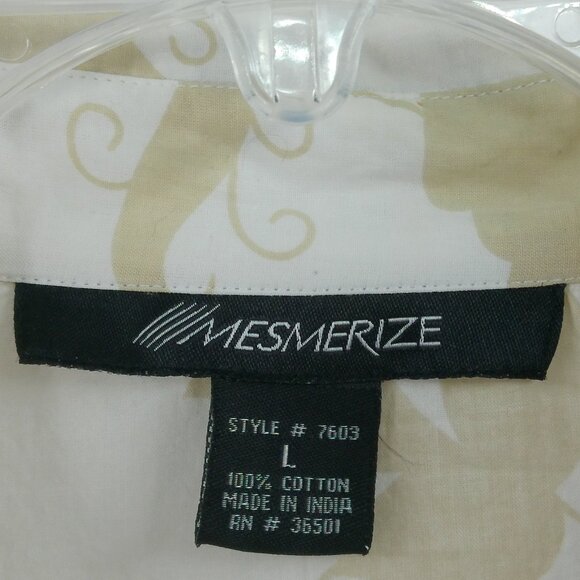 MESMERIZE
STYLE # 7603
L
100% COTTON
MADE IN INDIA
RN # 36501